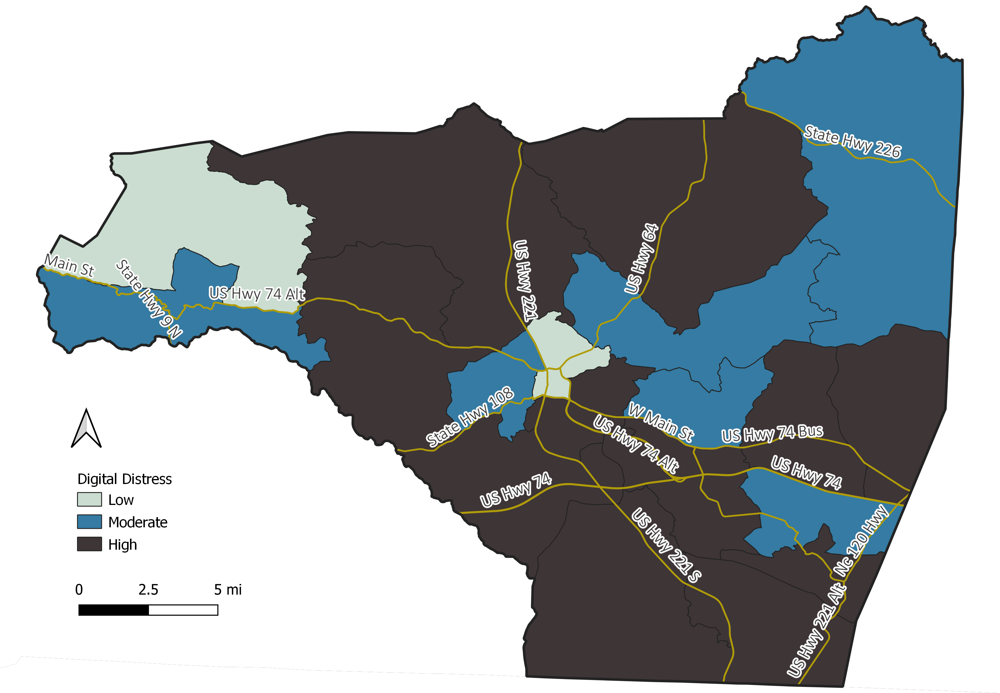 State Hwy 226
US Hwy 64
US Hwy 221
Main St
State Hwy 9 N
US Hwy 74 Alt
State Hwy 108
W Main St
US Hwy 74 Alt
US Hwy 74 Bus
US Hwy 74
US Hwy 74
US Hwy 221 S
Nc 120 Hwy
US Hwy 221 Alt
Digital Distress
Low
Moderate
High
0 2.5 5 mi